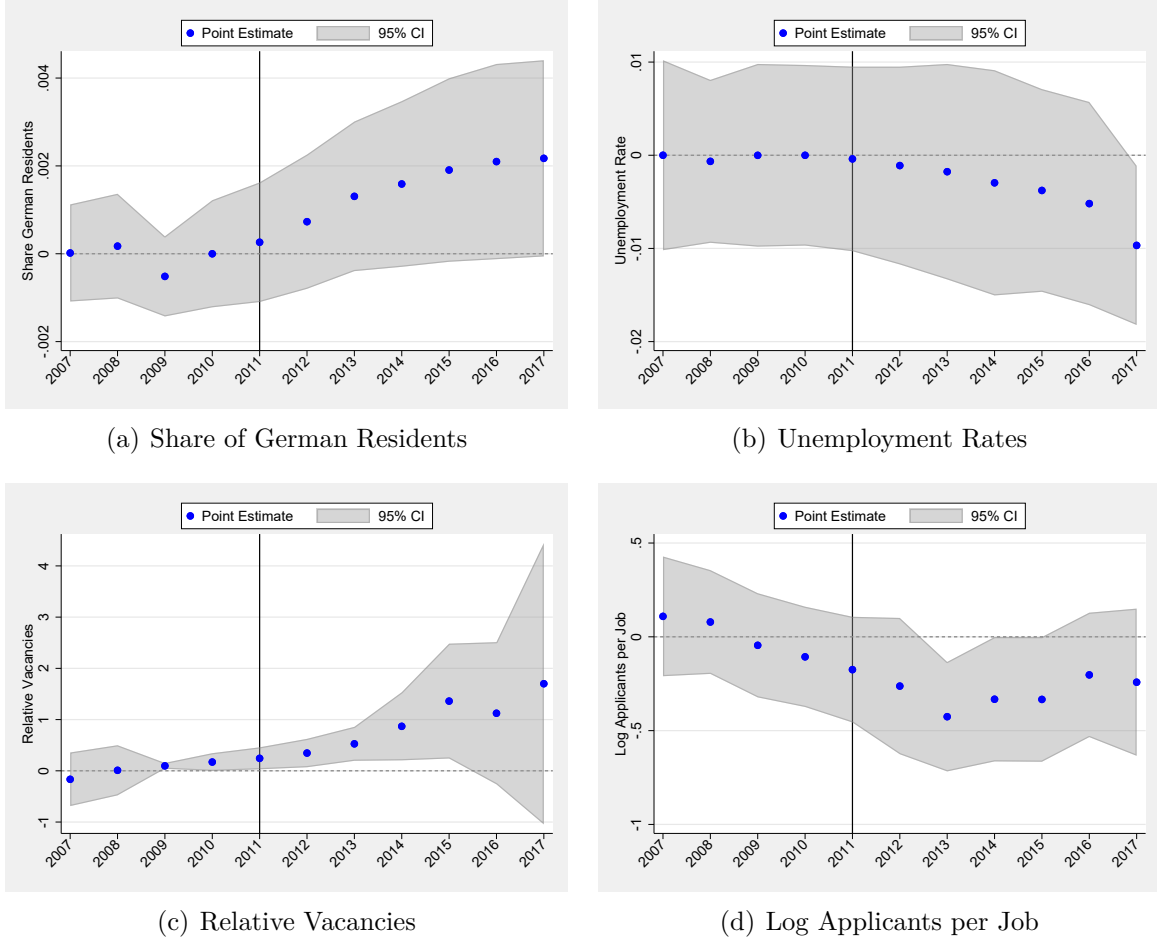 Point Estimate 95% CI
Share German Residents
.004
.002
0
-.002
2007 2008 2009 2010 2011 2012 2013 2014 2015 2016 2017
(a) Share of German Residents
Point Estimate 95% CI
Unemployment Rate
.01
0
-.01
-.02
2007 2008 2009 2010 2011 2012 2013 2014 2015 2016 2017
(b) Unemployment Rates
Point Estimate 95% CI
Relative Vacancies
4
3
2
1
0
-1
2007 2008 2009 2010 2011 2012 2013 2014 2015 2016 2017
(c) Relative Vacancies
Point Estimate 95% CI
Log Applicants per Job
.5
0
-.5
-1
2007 2008 2009 2010 2011 2012 2013 2014 2015 2016 2017
(d) Log Applicants per Job